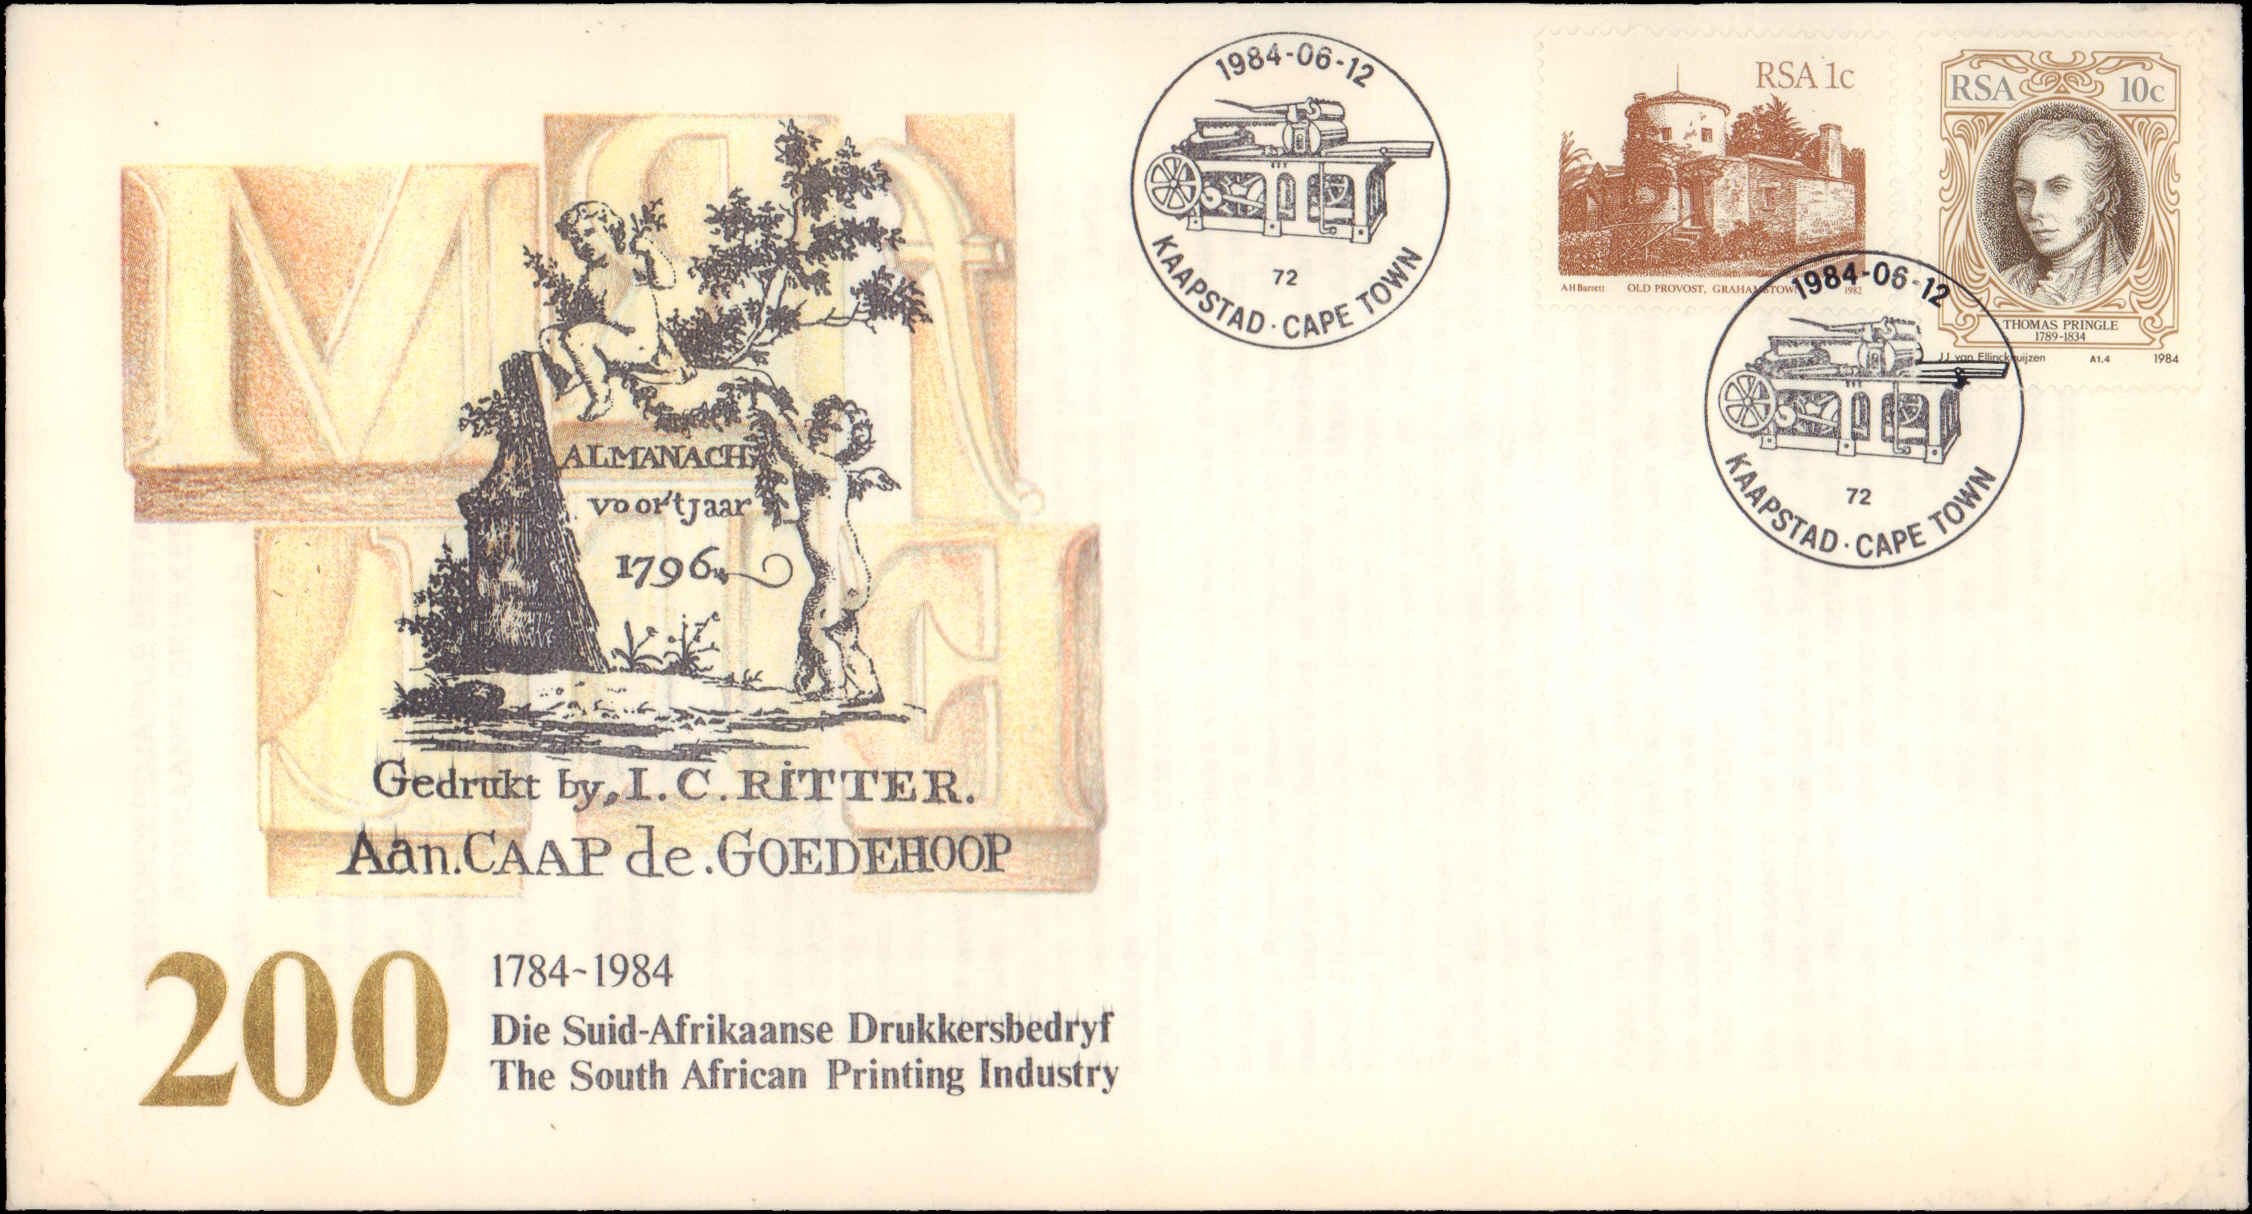 1984-06-12
72
KAAPSTAD · CAPE TOWN
RSA 1c
A H Barrett OLD PROVOST, GRAHAMSTOWN 1982
RSA 10c
THOMAS PRINGLE
1789-1834
J.J. van Ellinckhuijzen A1.4 1984
1984-06-12
72
KAAPSTAD · CAPE TOWN
M
ALMANACH
voor'tjaar
1796.
Gedrukt by, I. C. RiTTER.
Aan. CAAP de. GOEDEHOOP
200
1784~1984
Die Suid-Afrikaanse Drukkersbedryf
The South African Printing Industry